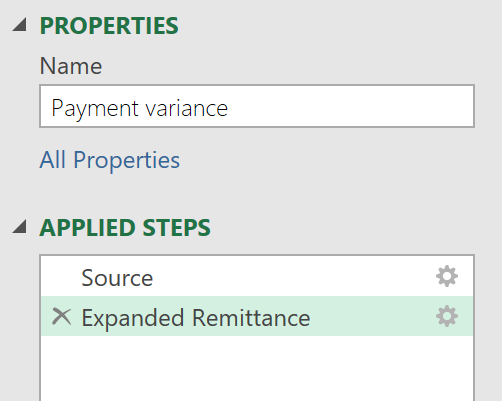 PROPERTIES
Name
Payment variance
All Properties
APPLIED STEPS
Source
Expanded Remittance